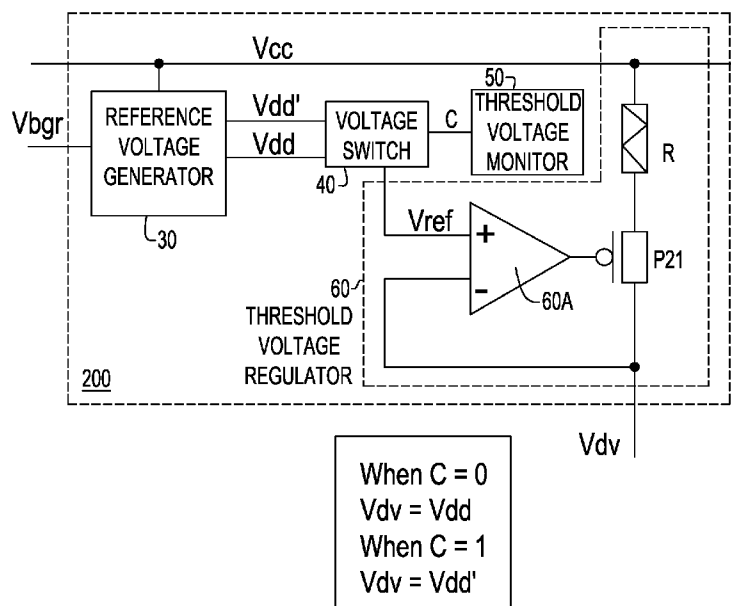 Vcc
Vbgr
REFERENCE
VOLTAGE
GENERATOR
30
Vdd'
Vdd
VOLTAGE
SWITCH
40
C
50
THRESHOLD
VOLTAGE
MONITOR
R
Vref
+
-
60A
P21
60
THRESHOLD
VOLTAGE
REGULATOR
200
Vdv
When C = 0
Vdv = Vdd
When C = 1
Vdv = Vdd'